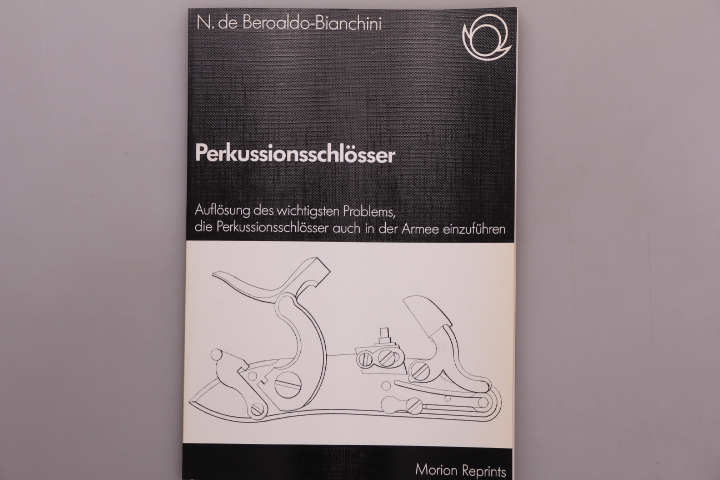 N. de Beroaldo-Bianchini
Perkussionsschlösser
Auflösung des wichtigsten Problems,
die Perkussionsschlösser auch in der Armee einzuführen
Morion Reprints